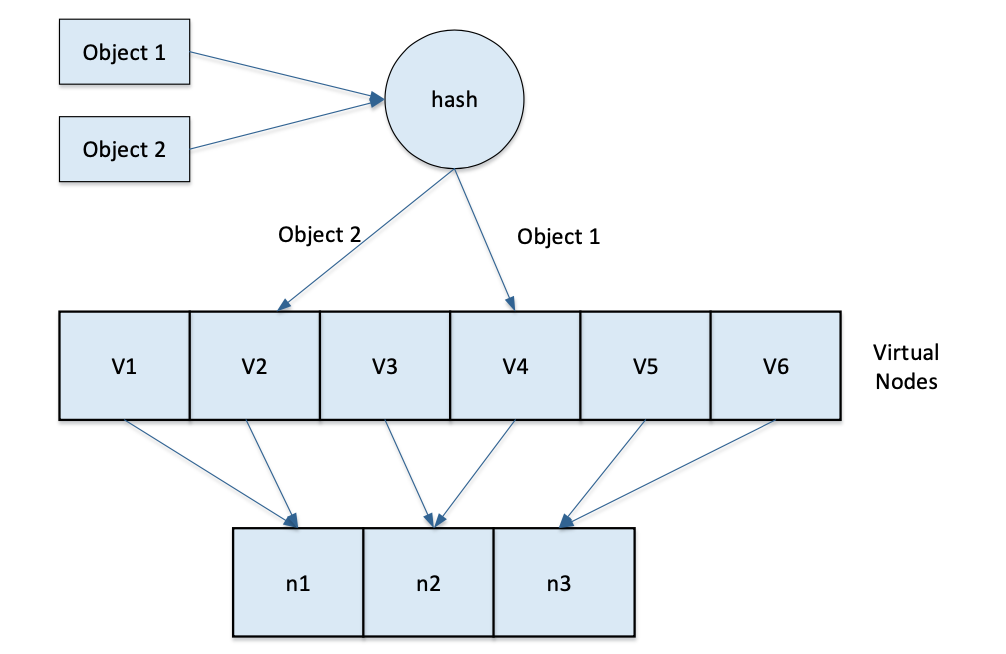 Object 1
hash
Object 2
Object 2
Object 1
V1
V2
V3
V4
V5
V6
Virtual
Nodes
n1
n2
n3